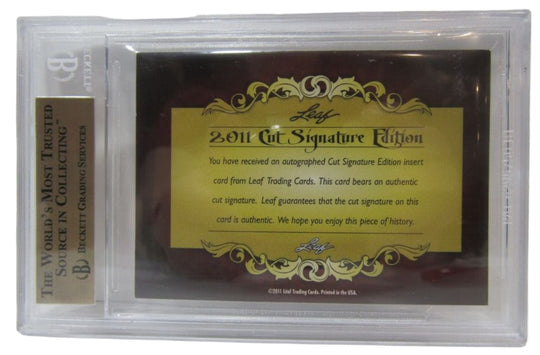 BECKETT
THE WORLD'S MOST TRUSTED
SOURCE IN COLLECTING™
BECKETT GRADING SERVICES
Leaf
2011 Cut Signature Edition
You have received an autographed Cut Signature Edition insert
card from Leaf Trading Cards. This card bears an authentic
cut signature. Leaf guarantees that the cut signature on this
card is authentic. We hope you enjoy this piece of history.
Leaf
©2011 Leaf Trading Cards. Printed in the USA.